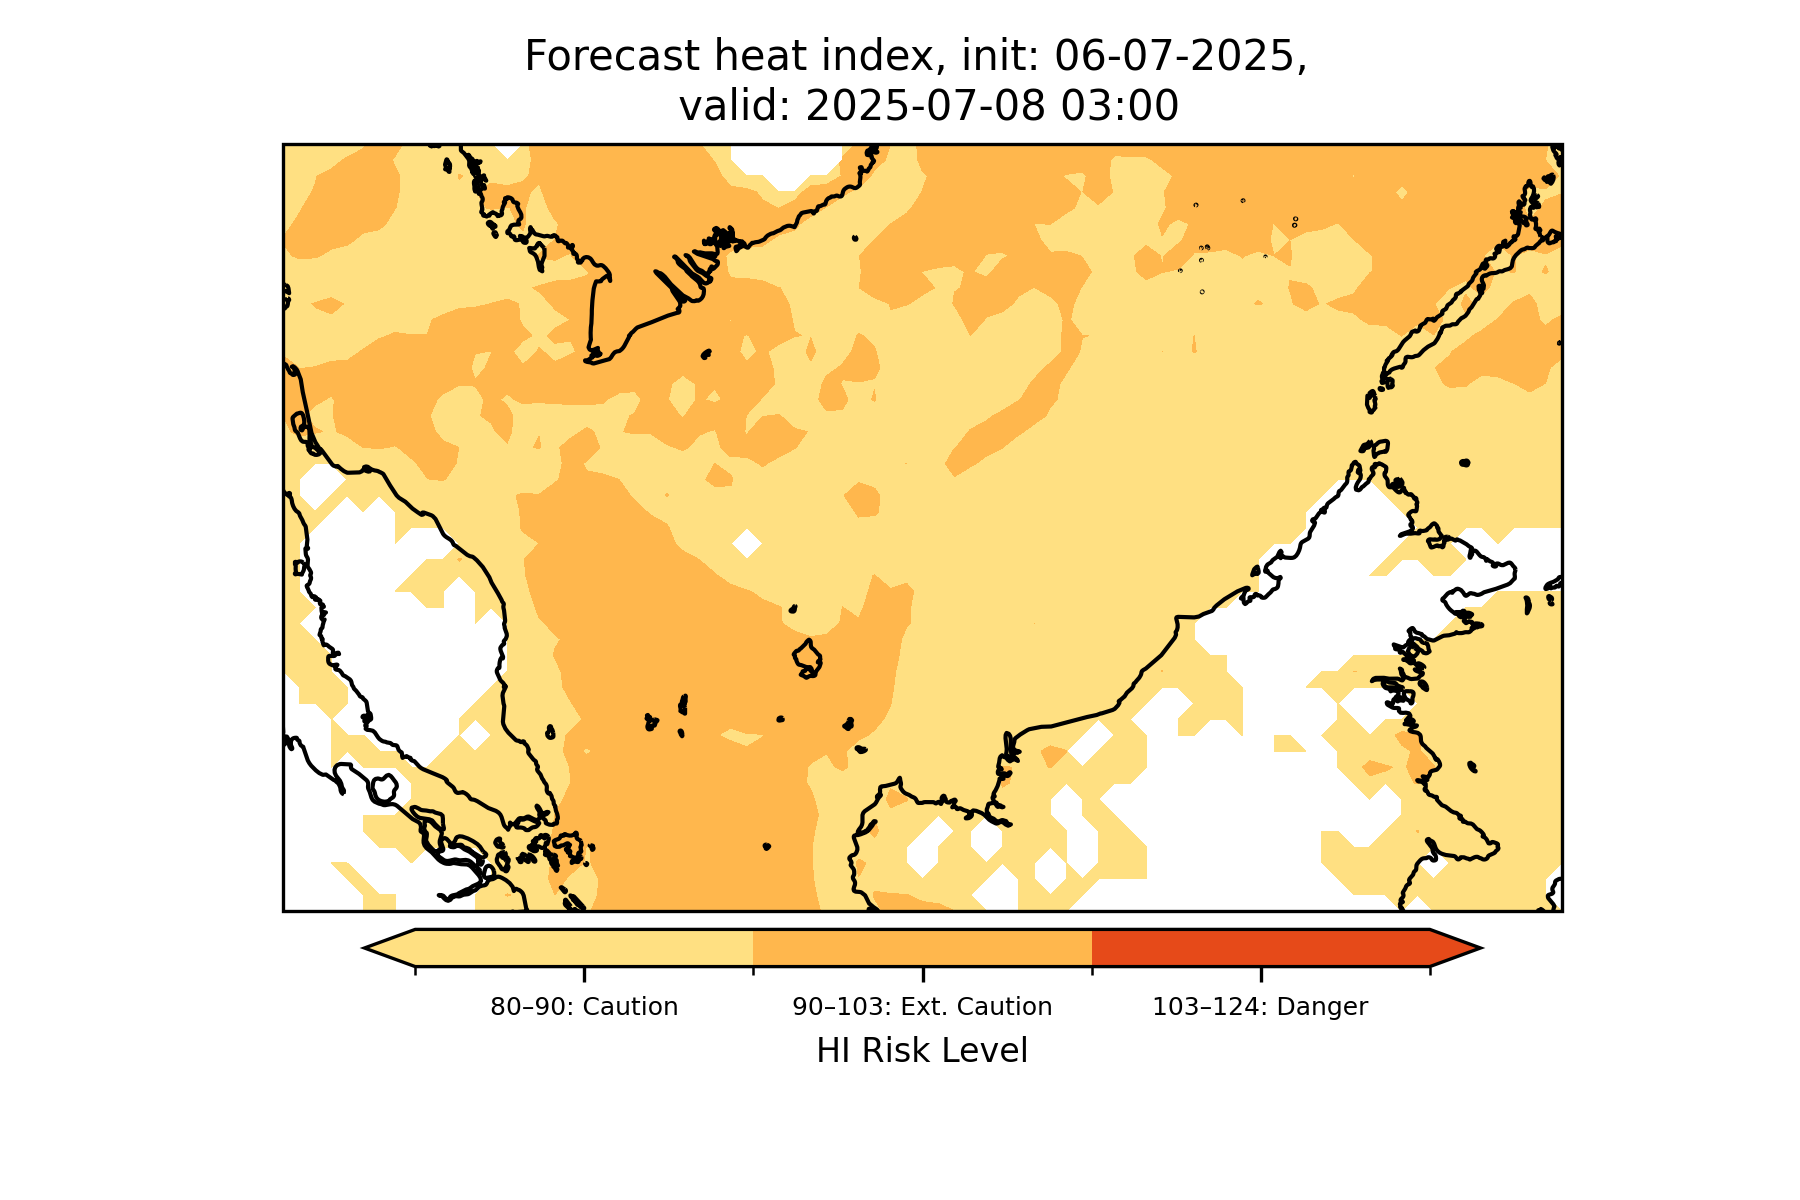 Forecast heat index, init: 06-07-2025,
valid: 2025-07-08 03:00
80–90: Caution
90–103: Ext. Caution
103–124: Danger
HI Risk Level